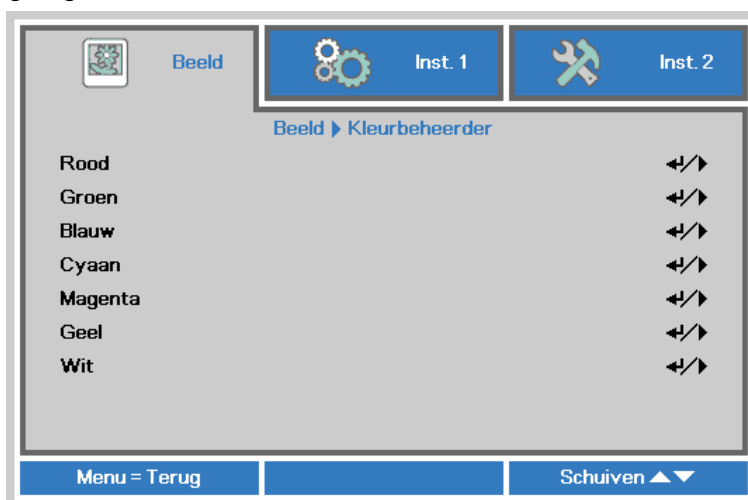 Beeld Inst. 1 Inst. 2
Beeld Kleurbeheerder
Rood
Groen
Blauw
Cyaan
Magenta
Geel
Wit
Menu = Terug Schuiven